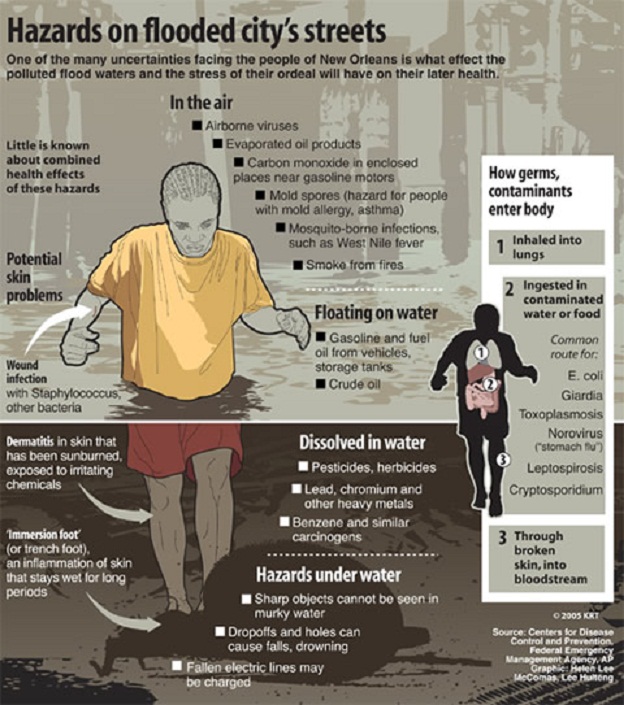 Hazards on flooded city's streets
One of the many uncertainties facing the people of New Orleans is what effect the
polluted flood waters and the stress of their ordeal will have on their later health.
In the air
Airborne viruses
Evaporated oil products
Carbon monoxide in enclosed
places near gasoline motors
Mold spores (hazard for people
with mold allergy, asthma)
Mosquito-borne infections,
such as West Nile fever
Smoke from fires
Little is known
about combined
health effects
of these hazards
Potential
skin
problems
Wound
infection
with Staphylococcus,
other bacteria
Floating on water
Gasoline and fuel
oil from vehicles,
storage tanks
Crude oil
Dermatitis in skin that
has been sunburned,
exposed to irritating
chemicals
'Immersion foot'
(or trench foot),
an inflammation of skin
that stays wet for long
periods
Dissolved in water
Pesticides, herbicides
Lead, chromium and
other heavy metals
Benzene and similar
carcinogens
Hazards under water
Sharp objects cannot be seen in
murky water
Dropoffs and holes can
cause falls, drowning
Fallen electric lines may
be charged
How germs,
contaminants
enter body
1 Inhaled into
lungs
2 Ingested in
contaminated
water or food
Common
route for:
E. coli
Giardia
Toxoplasmosis
Norovirus
("stomach flu")
Leptospirosis
Cryptosporidium
3 Through
broken
skin, into
bloodstream
1
2
3
© 2005 KRT
Source: Centers for Disease
Control and Prevention,
Federal Emergency
Management Agency, AP
Graphic: Helen Lee
McComas, Lee Hulteng